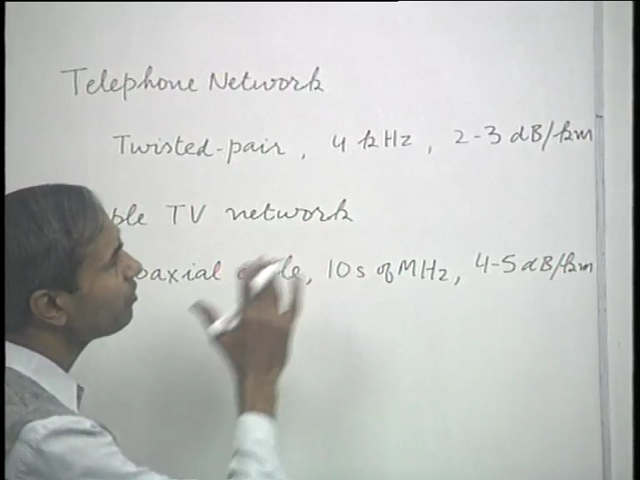 Telephone Network
Twisted-pair, 4 kHz, 2-3 dB/km
ble TV network
oaxial c le, 10s of MHz, 4-5 dB/km